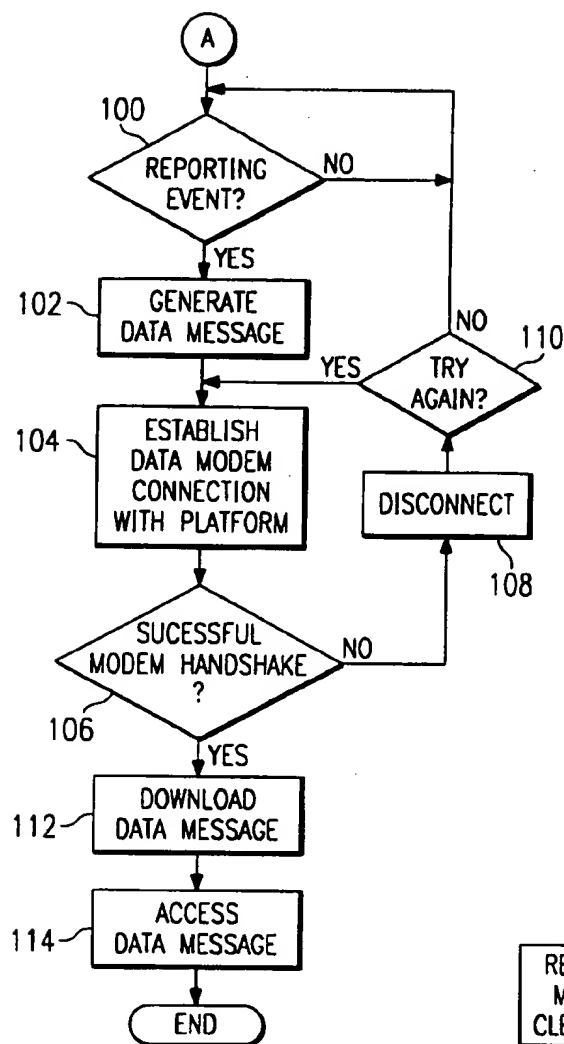 A
100
REPORTING
EVENT?
NO
YES
102
GENERATE
DATA MESSAGE
NO
110
YES
TRY
AGAIN?
104
ESTABLISH
DATA MODEM
CONNECTION
WITH PLATFORM
DISCONNECT
108
SUCESSFUL
MODEM HANDSHAKE
?
NO
106
YES
112
DOWNLOAD
DATA MESSAGE
114
ACCESS
DATA MESSAGE
END